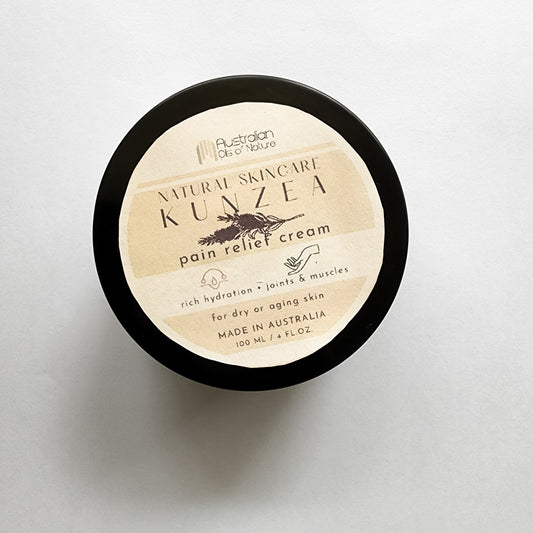 Australian
Oils of Nature
NATURAL SKINCARE
KUNZEA
pain relief cream
rich hydration • joints & muscles
for dry or aging skin
MADE IN AUSTRALIA
100 ML / 4 FL.OZ.